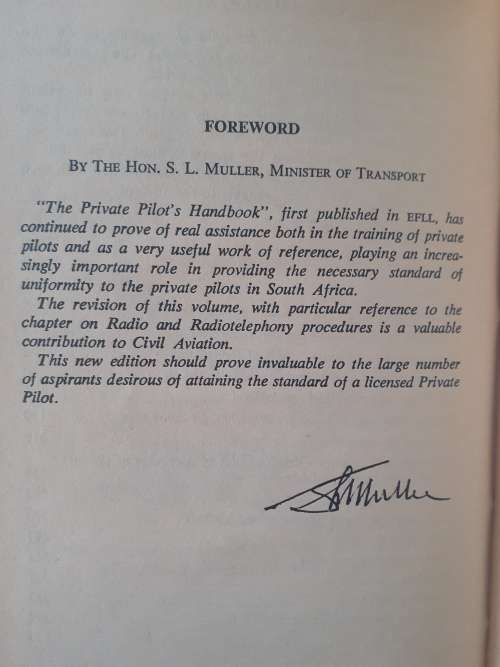 FOREWORD
BY THE HON. S. L. MULLER, MINISTER OF TRANSPORT
"The Private Pilot's Handbook", first published in EFLL, has
continued to prove of real assistance both in the training of private
pilots and as a very useful work of reference, playing an increa-
singly important role in providing the necessary standard of
uniformity to the private pilots in South Africa.
The revision of this volume, with particular reference to the
chapter on Radio and Radiotelephony procedures is a valuable
contribution to Civil Aviation.
This new edition should prove invaluable to the large number
of aspirants desirous of attaining the standard of a licensed Private
Pilot.
SLMuller